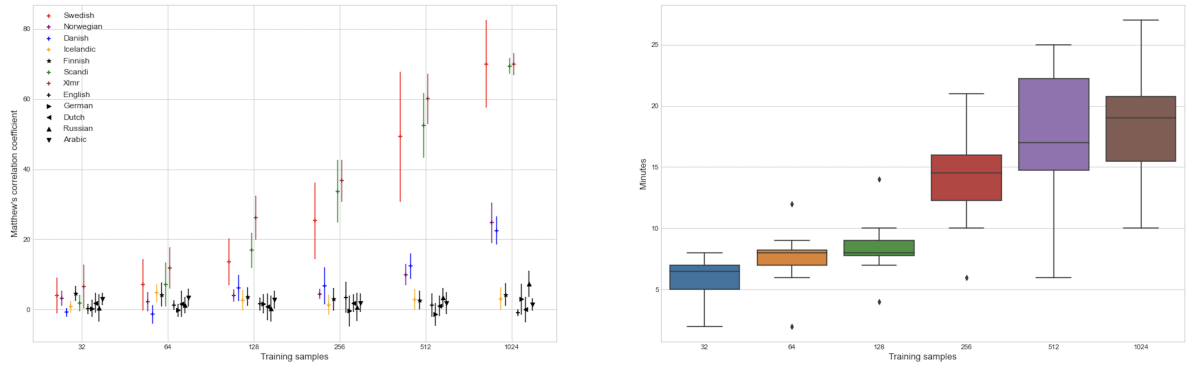 80
60
40
20
0
Matthew's correlation coefficient
Swedish
Norwegian
Danish
Icelandic
Finnish
Scandi
Xlmr
English
German
Dutch
Russian
Arabic
32
64
128
256
512
1024
Training samples
25
20
15
10
5
Minutes
32
64
128
256
512
1024
Training samples